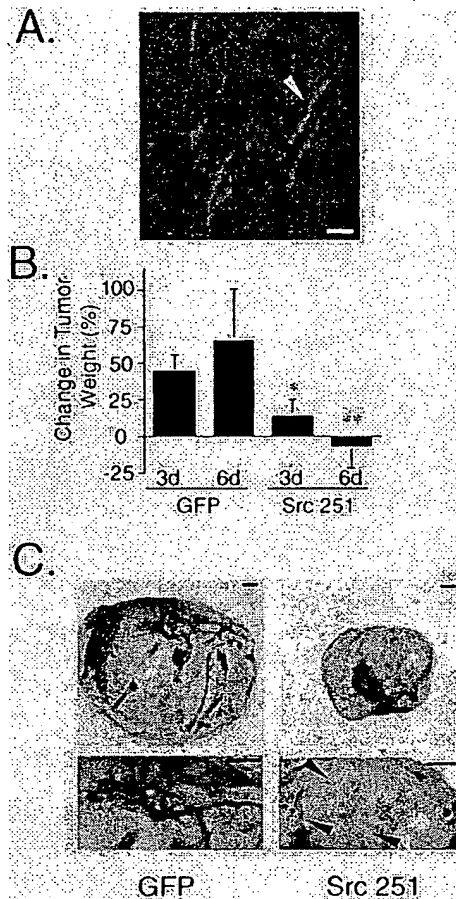 A.
B.
Change in Tumor
Weight (%)
100
75
50
25
0
25
*
**
3d 6d 3d 6d
GFP Src 251
C.
GFP Src 251